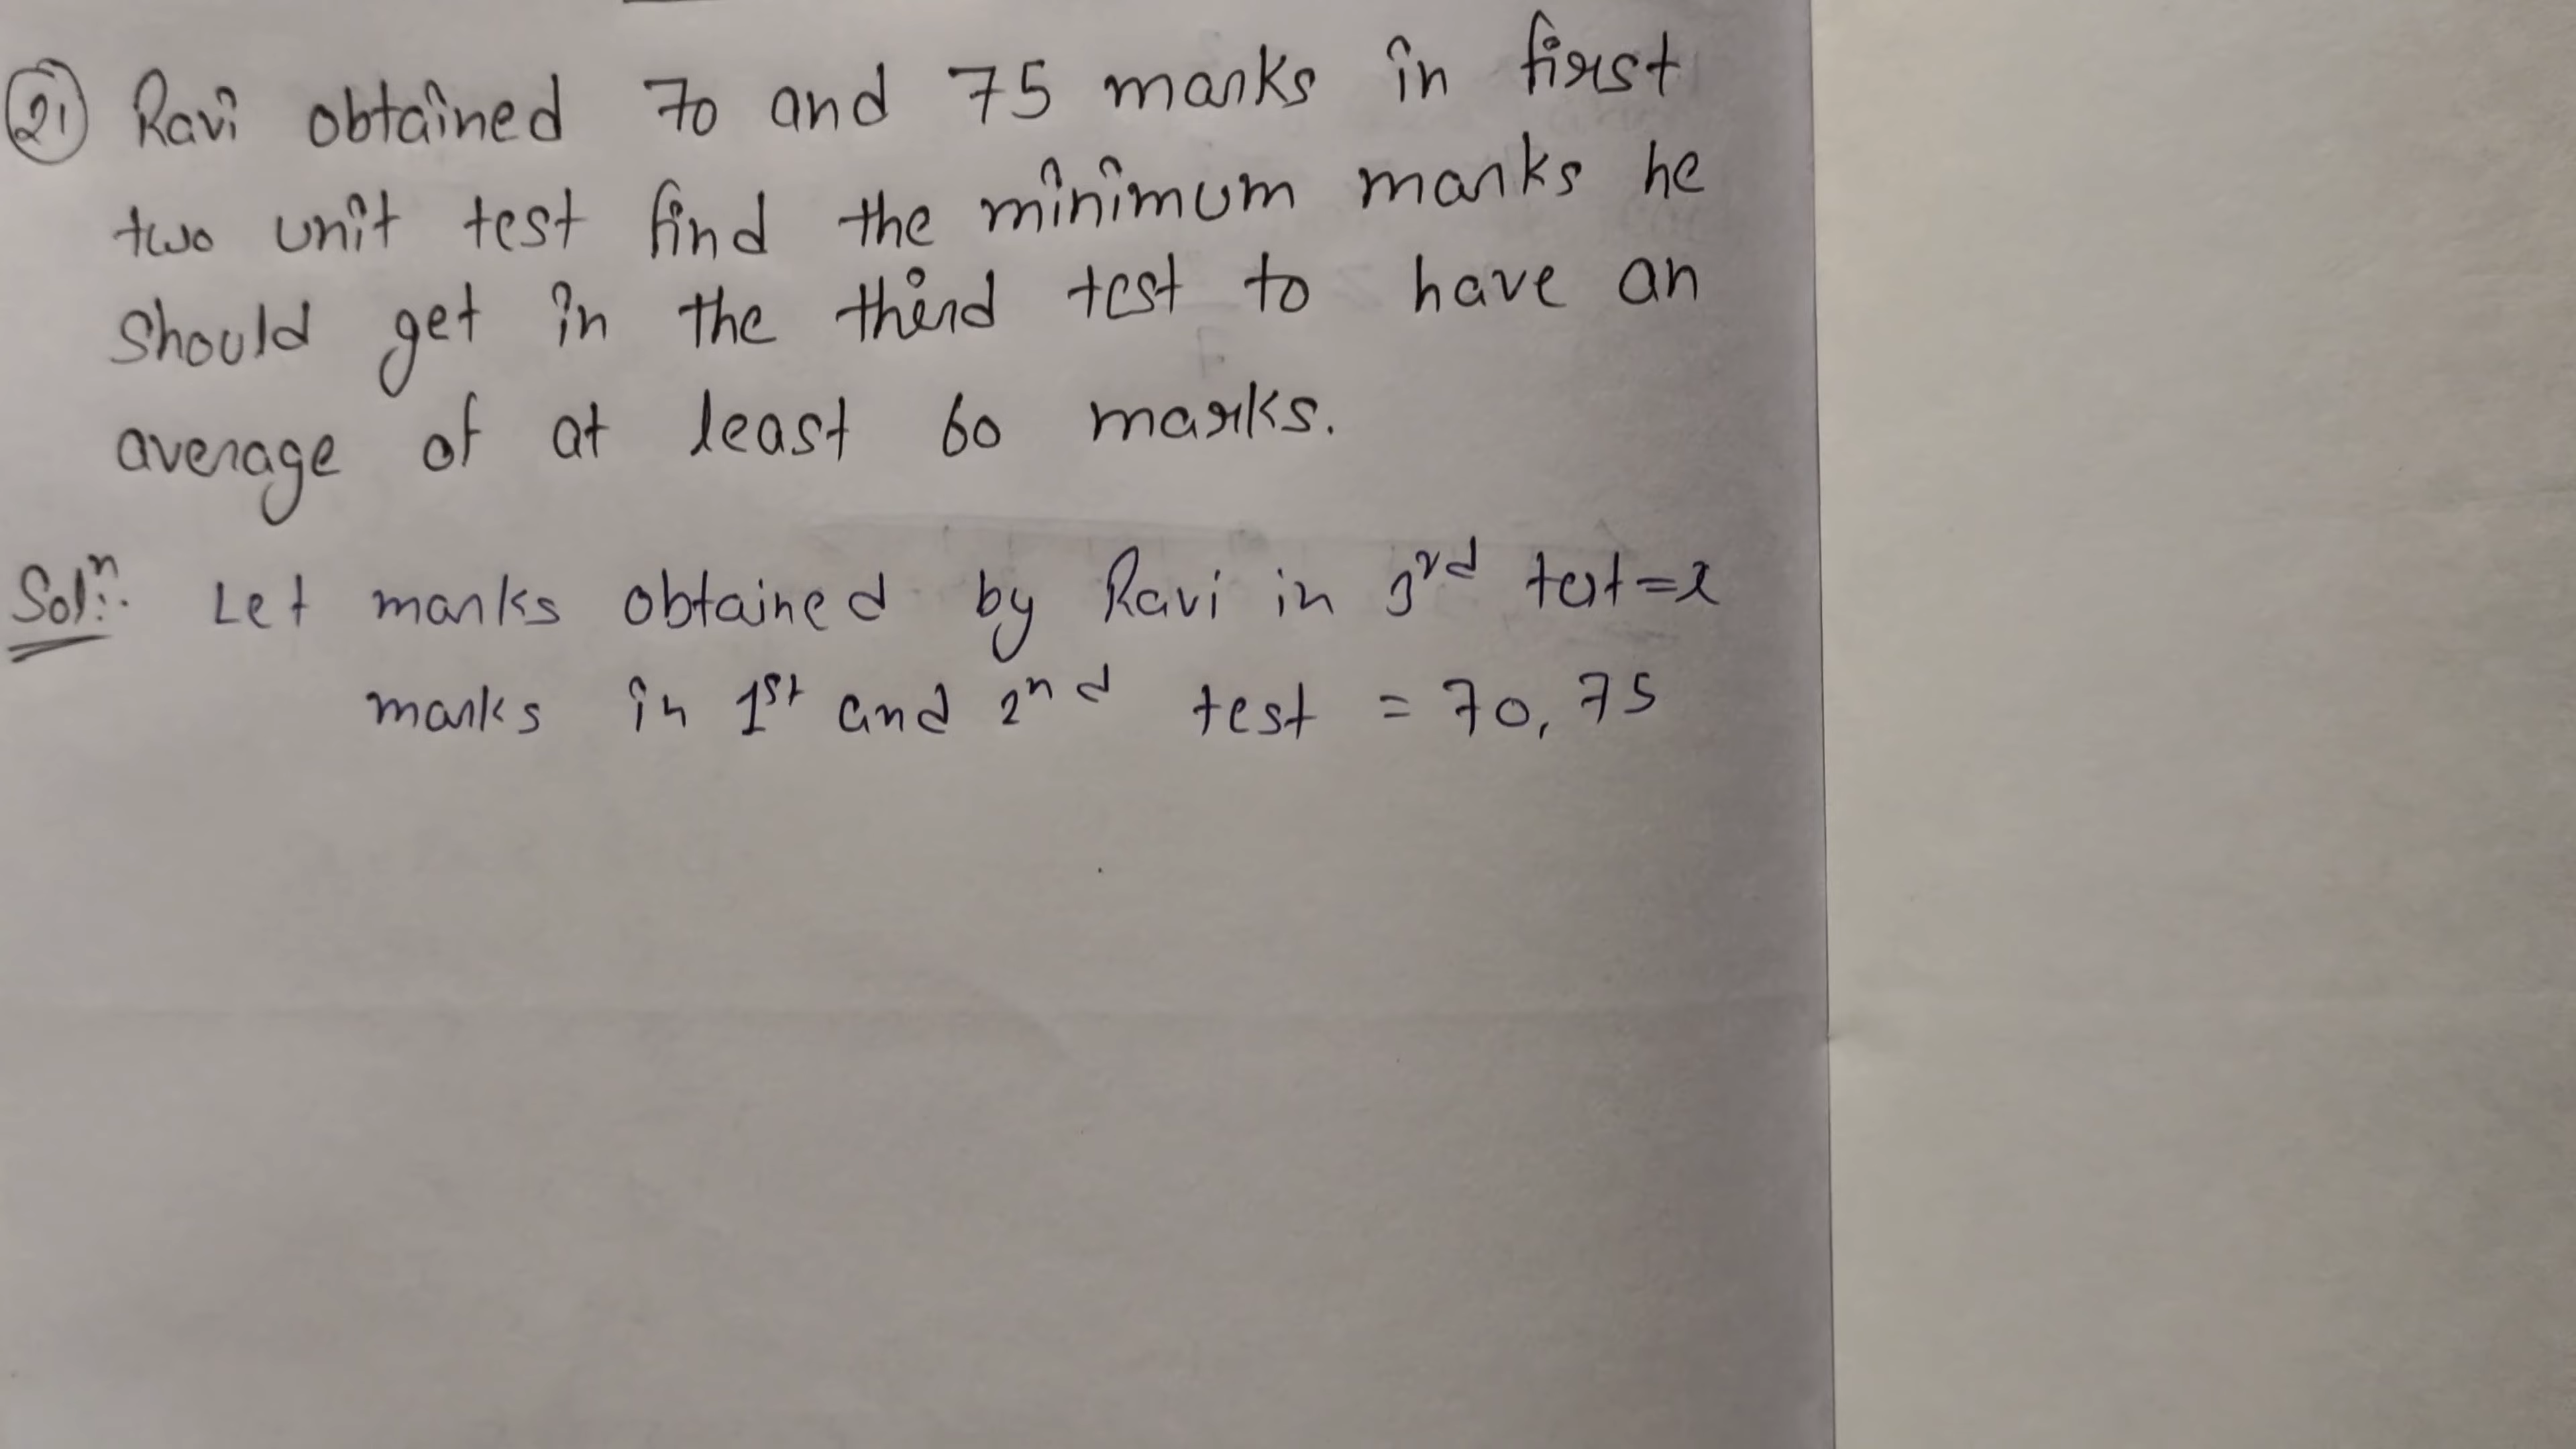 21 Ravi obtained 70 and 75 marks in first
two unit test find the minimum marks he
should get in the third test to have an
average of at least 60 marks.
Solⁿ: Let marks obtained by Ravi in 3rd test = x
marks in 1st and 2nd test = 70, 75